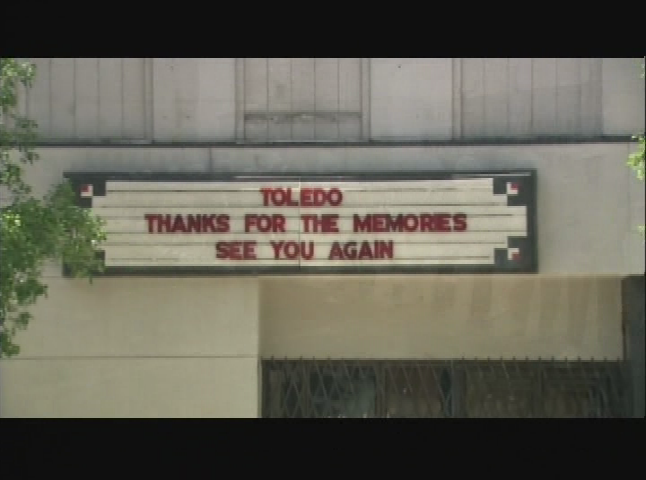 TOLEDO
THANKS FOR THE MEMORIES
SEE YOU AGAIN